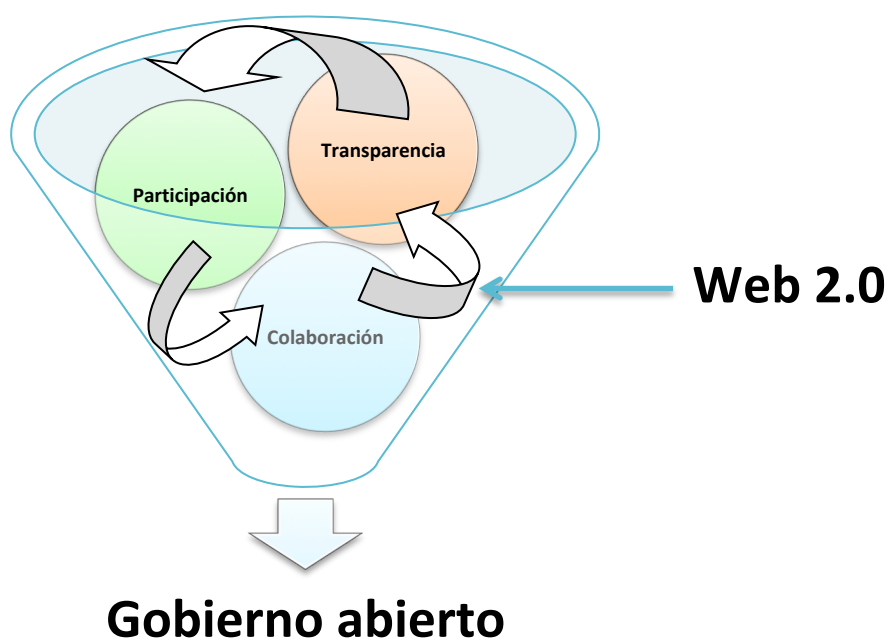 Transparencia
Participación
Web 2.0
Colaboración
Gobierno abierto